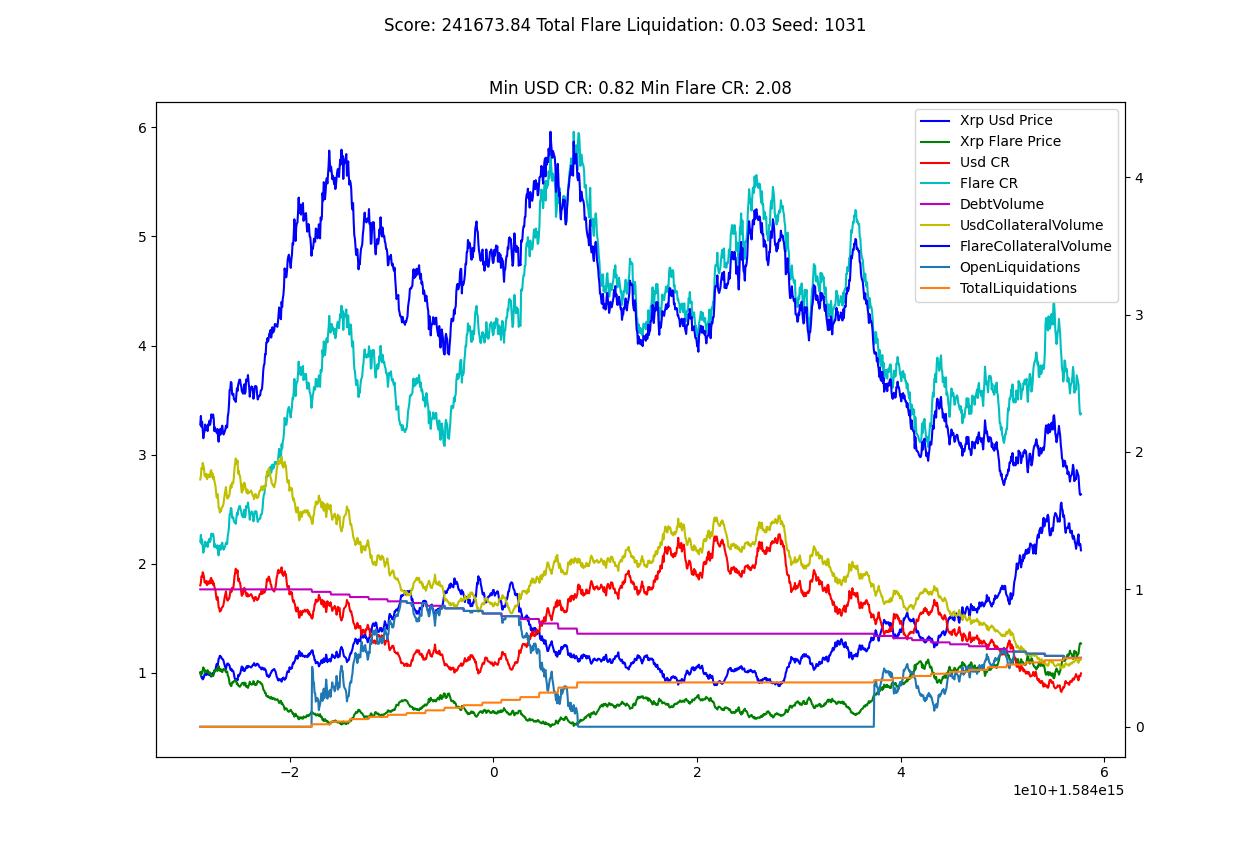 Score: 241673.84 Total Flare Liquidation: 0.03 Seed: 1031
Min USD CR: 0.82 Min Flare CR: 2.08
Xrp Usd Price
Xrp Flare Price
Usd CR
Flare CR
DebtVolume
UsdCollateralVolume
FlareCollateralVolume
OpenLiquidations
TotalLiquidations
6
5
4
3
2
1
4
3
2
1
0
−2
0
2
4
6
1e10+1.584e15